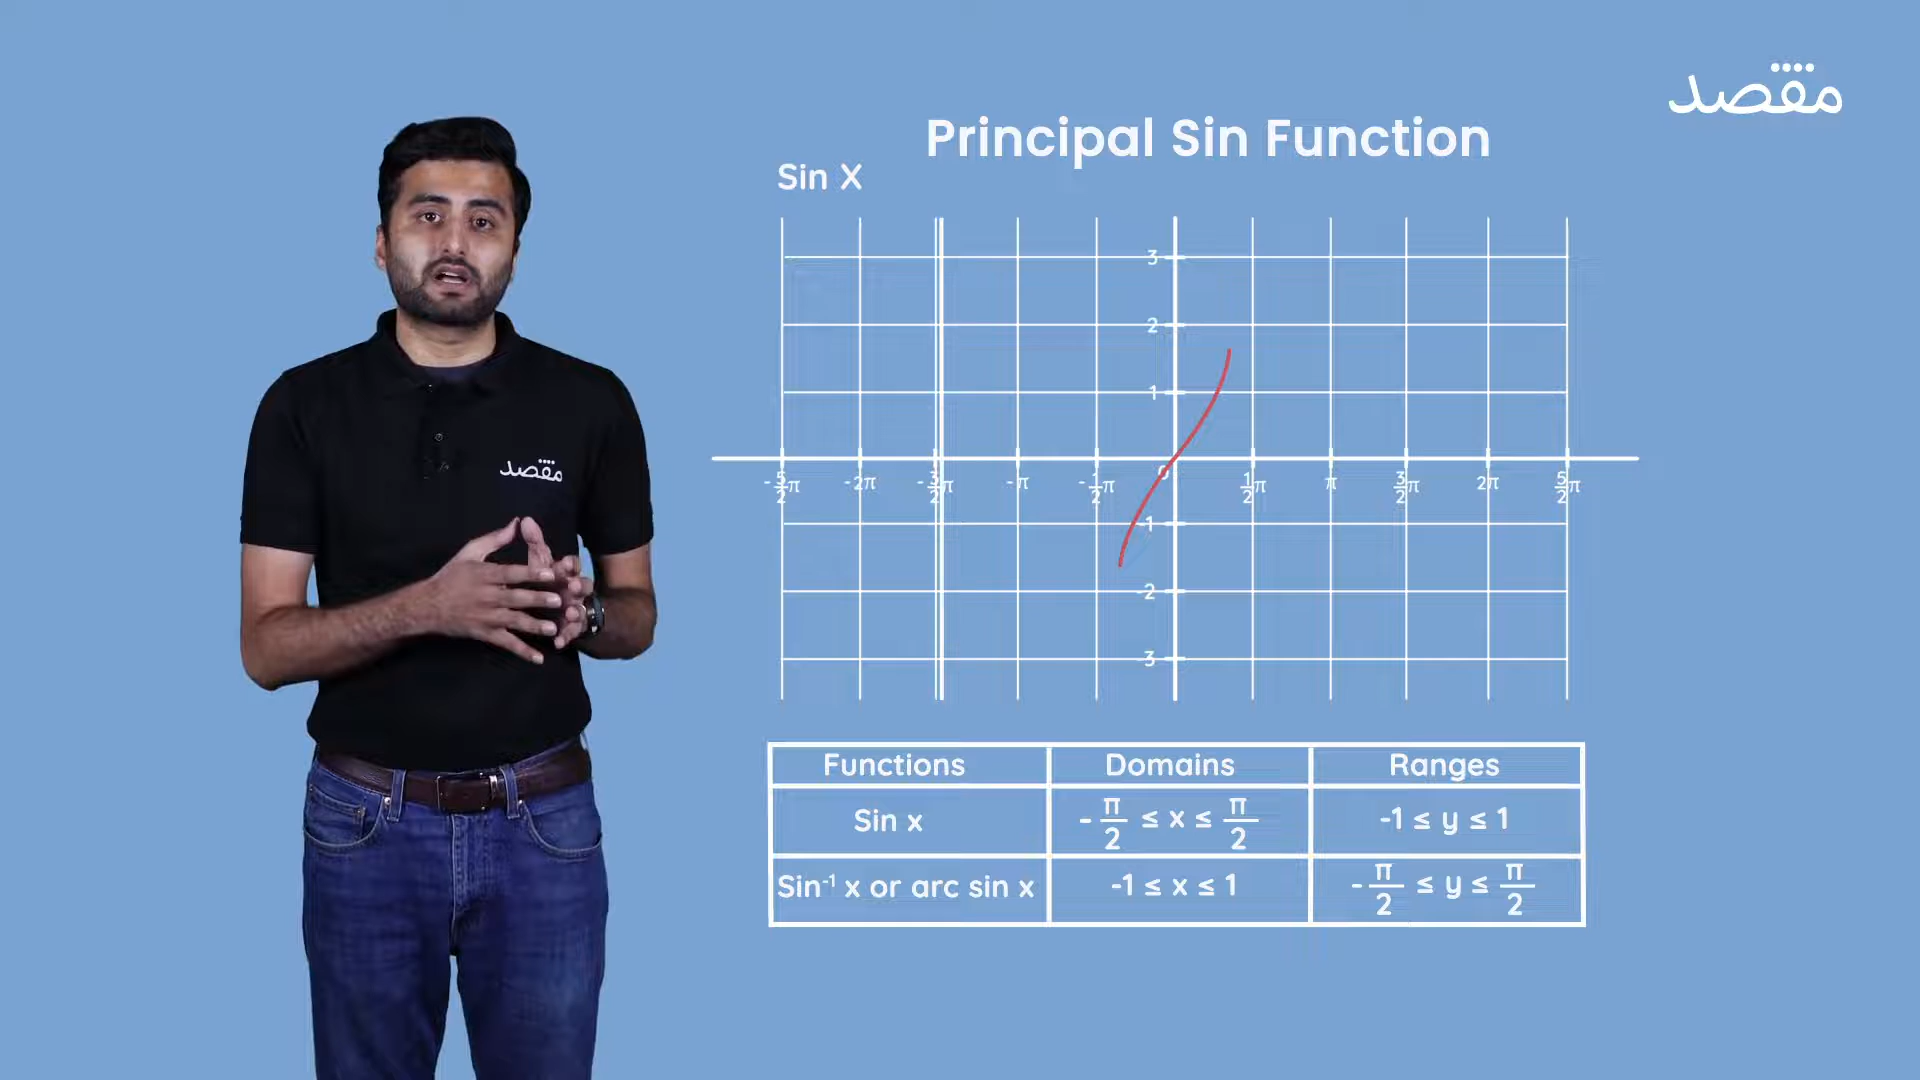 مقصد
Principal Sin Function
Sin X
3
2
1
0
-5/2π -2π -3/2π -π -1/2π 1/2π π 3/2π 2π 5/2π
-1
-2
-3
مقصد
Functions Domains Ranges
Sin x -π/2 ≤ x ≤ π/2 -1 ≤ y ≤ 1
Sin⁻¹ x or arc sin x -1 ≤ x ≤ 1 -π/2 ≤ y ≤ π/2